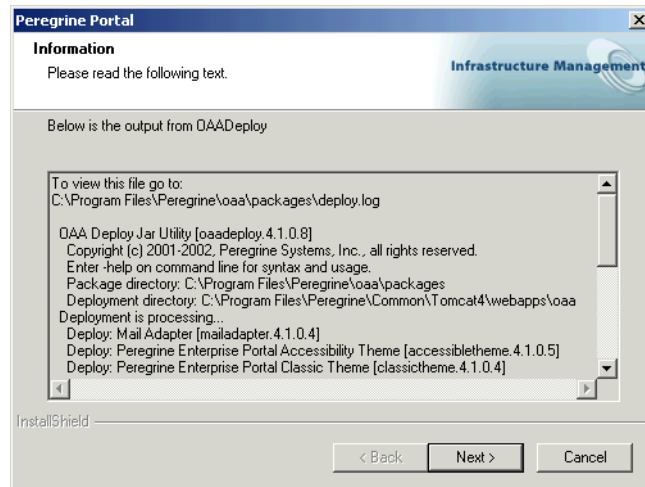 Peregrine Portal
Information
Please read the following text.
Infrastructure Management
Below is the output from OAADeploy
To view this file go to:
C:\Program Files\Peregrine\oaa\packages\deploy.log
OAA Deploy Jar Utility [oaadeploy.4.1.0.8]
Copyright (c) 2001-2002, Peregrine Systems, Inc., all rights reserved.
Enter -help on command line for syntax and usage.
Package directory: C:\Program Files\Peregrine\oaa\packages
Deployment directory: C:\Program Files\Peregrine\Common\Tomcat4\webapps\oaa
Deployment is processing...
Deploy: Mail Adapter [mailadapter.4.1.0.4]
Deploy: Peregrine Enterprise Portal Accessibility Theme [accessibletheme.4.1.0.5]
Deploy: Peregrine Enterprise Portal Classic Theme [classictheme.4.1.0.4]
InstallShield
< Back
Next >
Cancel